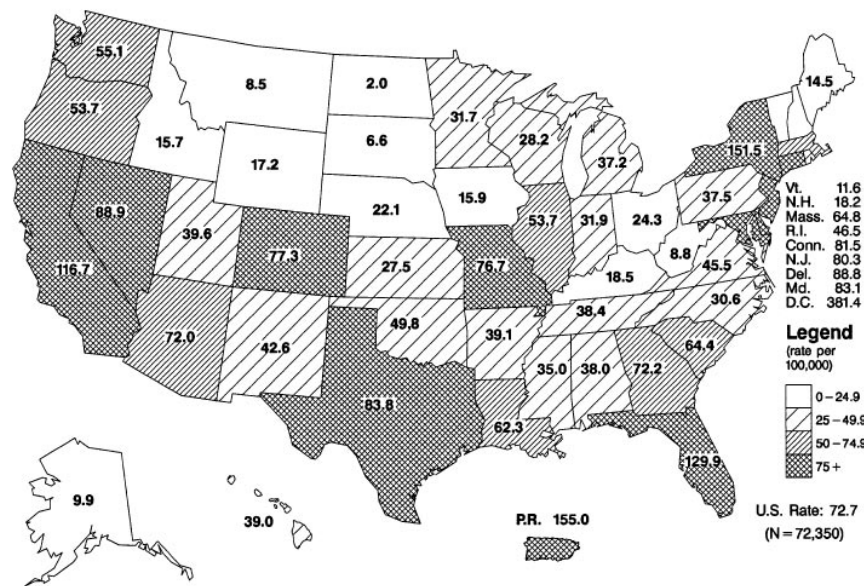 55.1
8.5
2.0
14.5
53.7
31.7
15.7
6.6
28.2
151.5
17.2
37.2
Vt. 11.6
N.H. 18.2
Mass. 64.8
R.I. 46.5
Conn. 81.5
N.J. 80.3
Del. 88.8
Md. 83.1
D.C. 381.4
88.9
22.1
15.9
37.5
39.6
53.7
31.9
24.3
116.7
77.3
27.5
76.7
8.8
45.5
18.5
72.0
42.6
49.8
39.1
38.4
30.6
64.4
83.8
35.0
38.0
72.2
62.3
129.9
Legend
(rate per
100,000)
0 – 24.9
25 – 49.9
50 – 74.9
75 +
9.9
39.0
P.R. 155.0
U.S. Rate: 72.7
(N = 72,350)